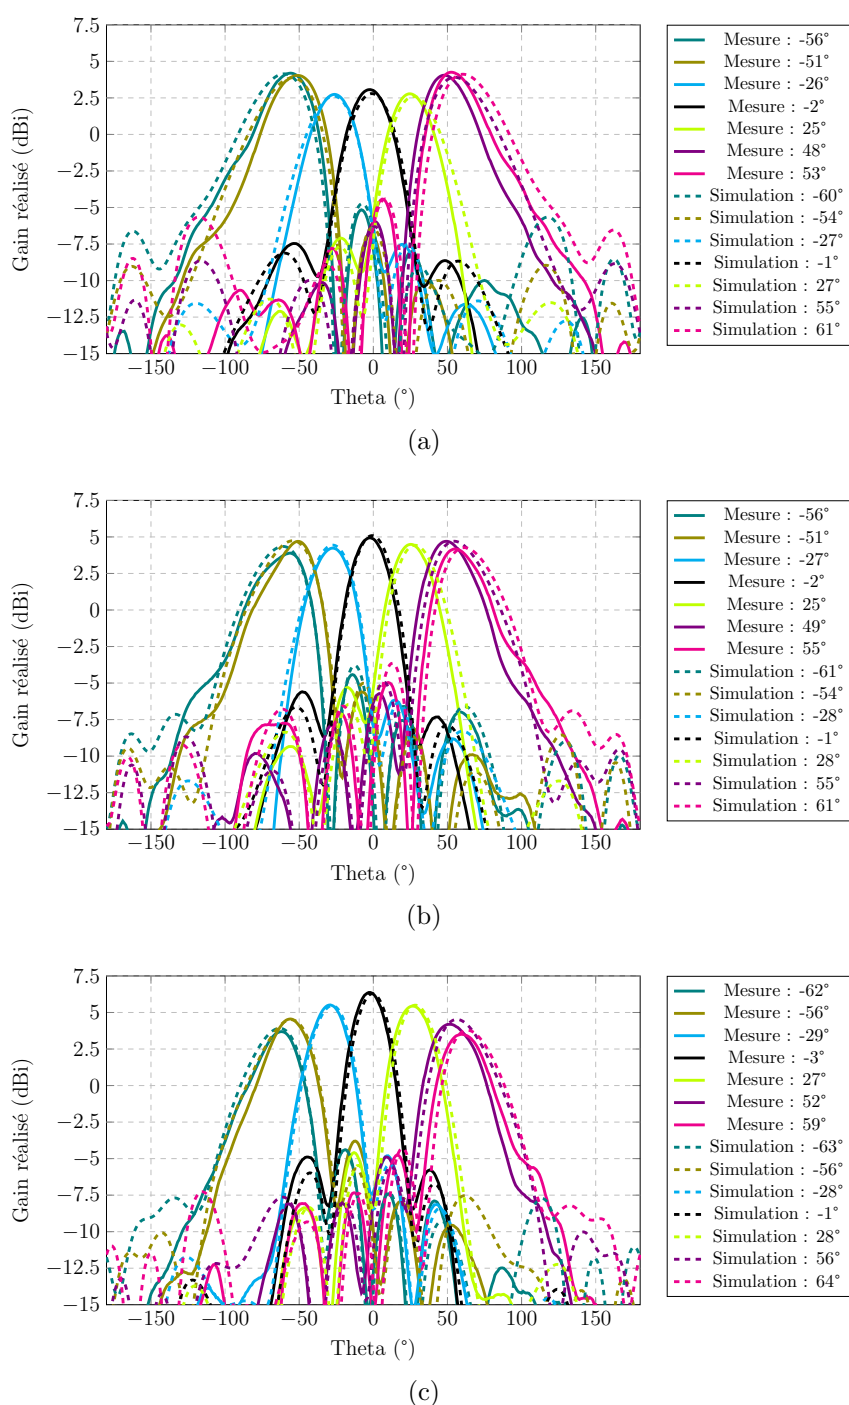 7.5
5
2.5
0
−2.5
−5
−7.5
−10
−12.5
−15
Gain réalisé (dBi)
−150 −100 −50 0 50 100 150
Theta (°)
Mesure : -56°
Mesure : -51°
Mesure : -26°
Mesure : -2°
Mesure : 25°
Mesure : 48°
Mesure : 53°
Simulation : -60°
Simulation : -54°
Simulation : -27°
Simulation : -1°
Simulation : 27°
Simulation : 55°
Simulation : 61°
(a)
7.5
5
2.5
0
−2.5
−5
−7.5
−10
−12.5
−15
Gain réalisé (dBi)
−150 −100 −50 0 50 100 150
Theta (°)
Mesure : -56°
Mesure : -51°
Mesure : -27°
Mesure : -2°
Mesure : 25°
Mesure : 49°
Mesure : 55°
Simulation : -61°
Simulation : -54°
Simulation : -28°
Simulation : -1°
Simulation : 28°
Simulation : 55°
Simulation : 61°
(b)
7.5
5
2.5
0
−2.5
−5
−7.5
−10
−12.5
−15
Gain réalisé (dBi)
−150 −100 −50 0 50 100 150
Theta (°)
Mesure : -62°
Mesure : -56°
Mesure : -29°
Mesure : -3°
Mesure : 27°
Mesure : 52°
Mesure : 59°
Simulation : -63°
Simulation : -56°
Simulation : -28°
Simulation : -1°
Simulation : 28°
Simulation : 56°
Simulation : 64°
(c)